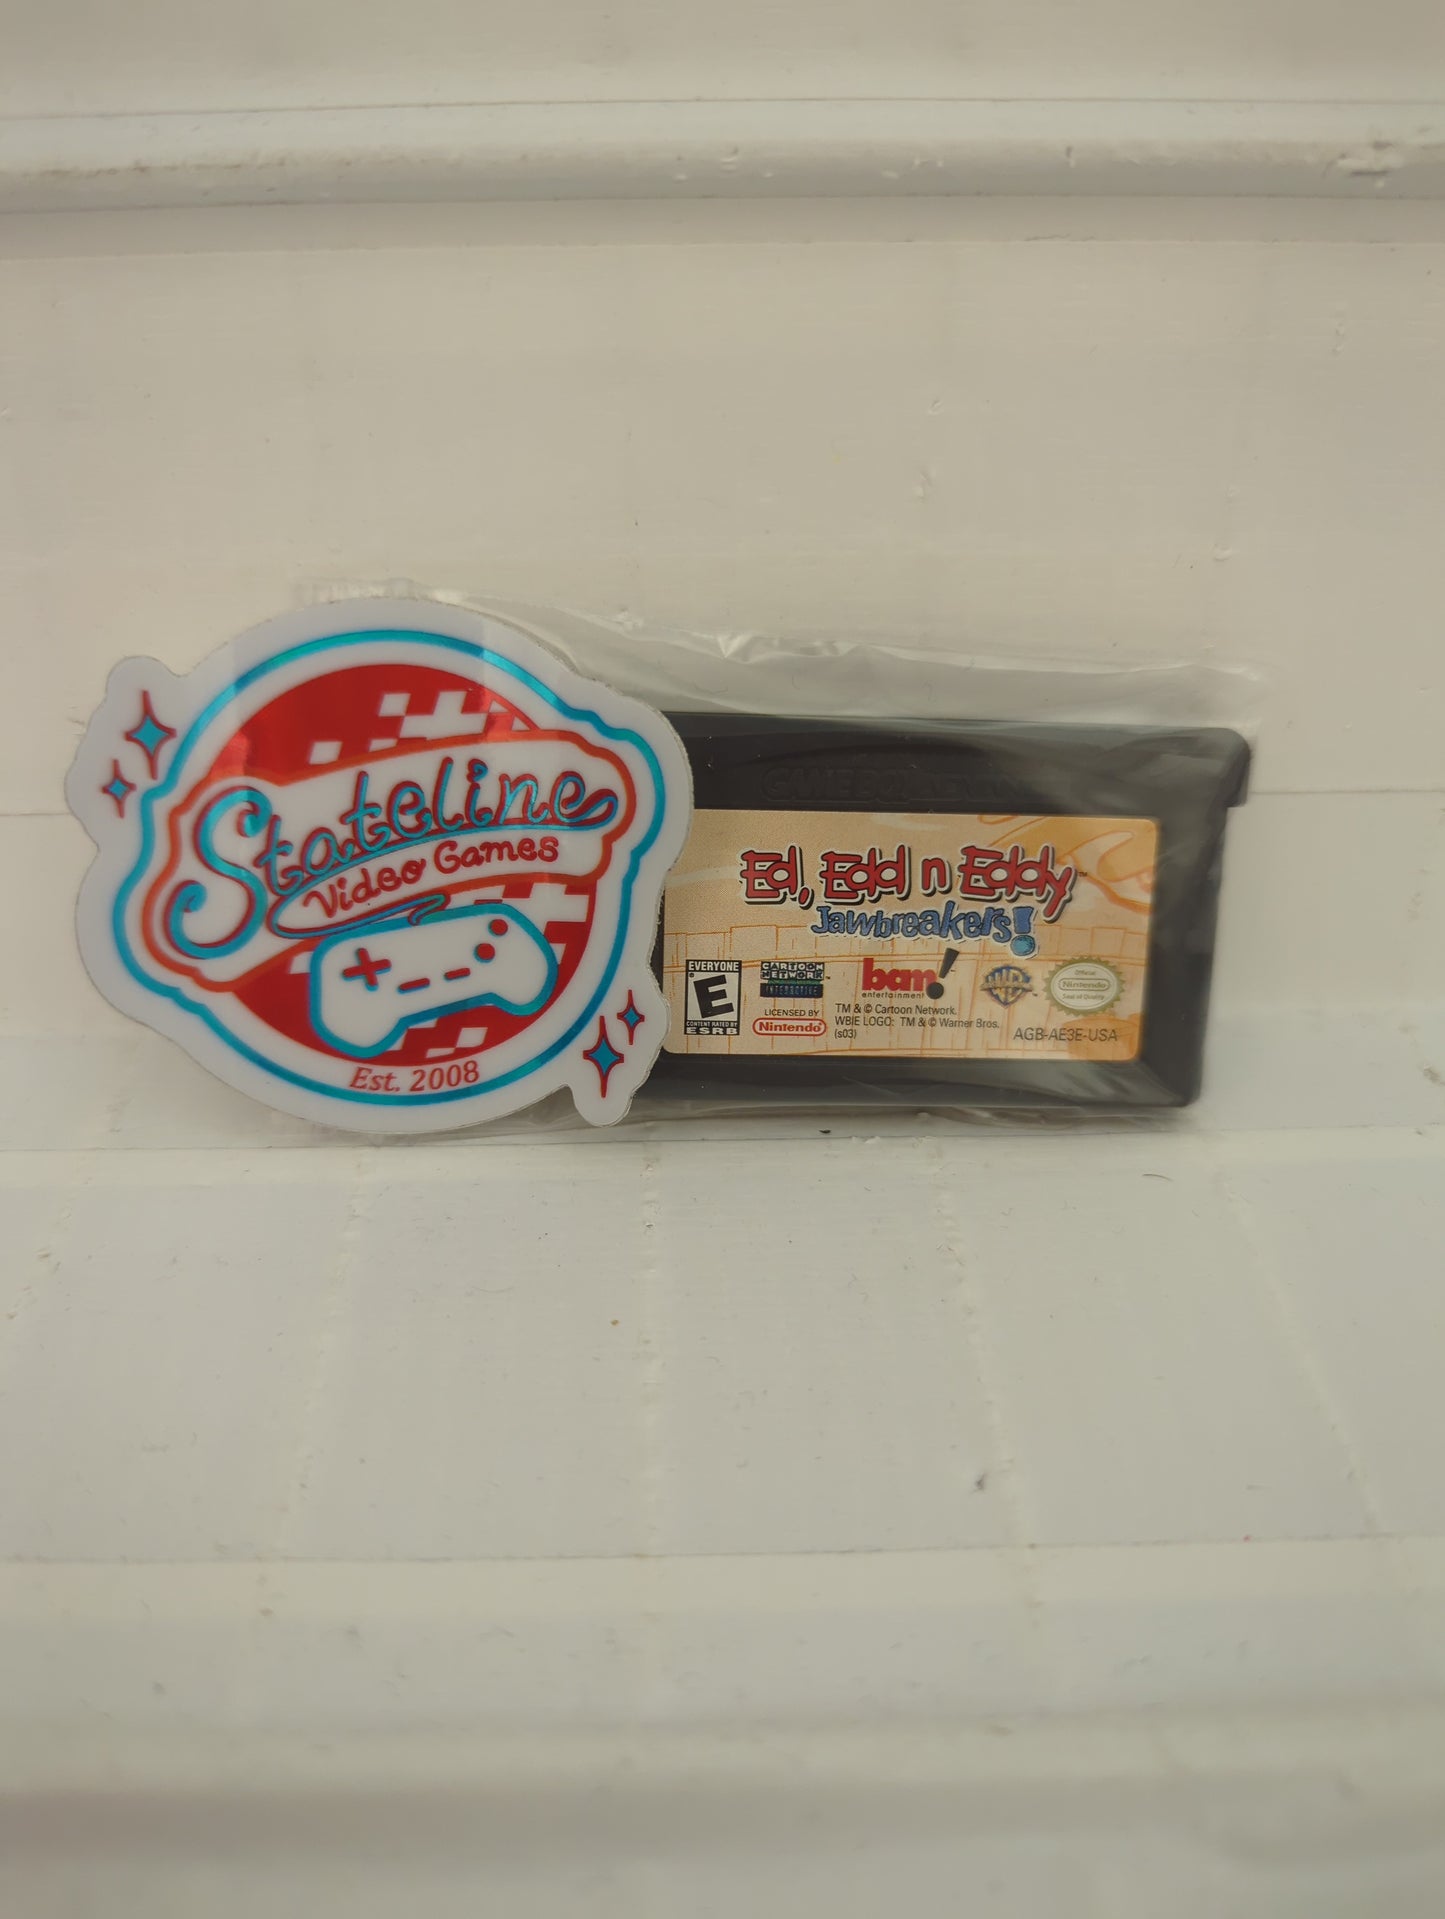 Stateline
Video Games
Est. 2008
GAME BOY ADVANCE
Ed, Edd n Eddy™
Jawbreakers!
EVERYONE
E
CONTENT RATED BY
ESRB
CARTOON
NETWORK
INTERACTIVE
LICENSED BY
Nintendo
bam!
entertainment
TM & © Cartoon Network.
WBIE LOGO: TM & © Warner Bros.
(s03)
Official
Nintendo
Seal of Quality
AGB-AE3E-USA